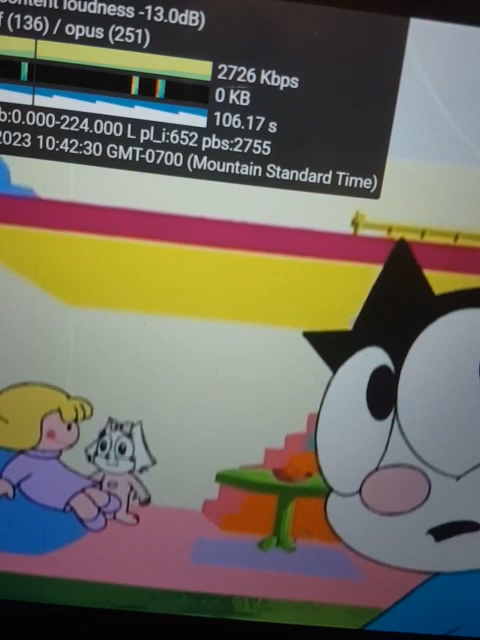 content loudness -13.0dB)
(136) / opus (251)
2726 Kbps
0 KB
106.17 s
b:0.000-224.000 L pl_i:652 pbs:2755
2023 10:42:30 GMT-0700 (Mountain Standard Time)